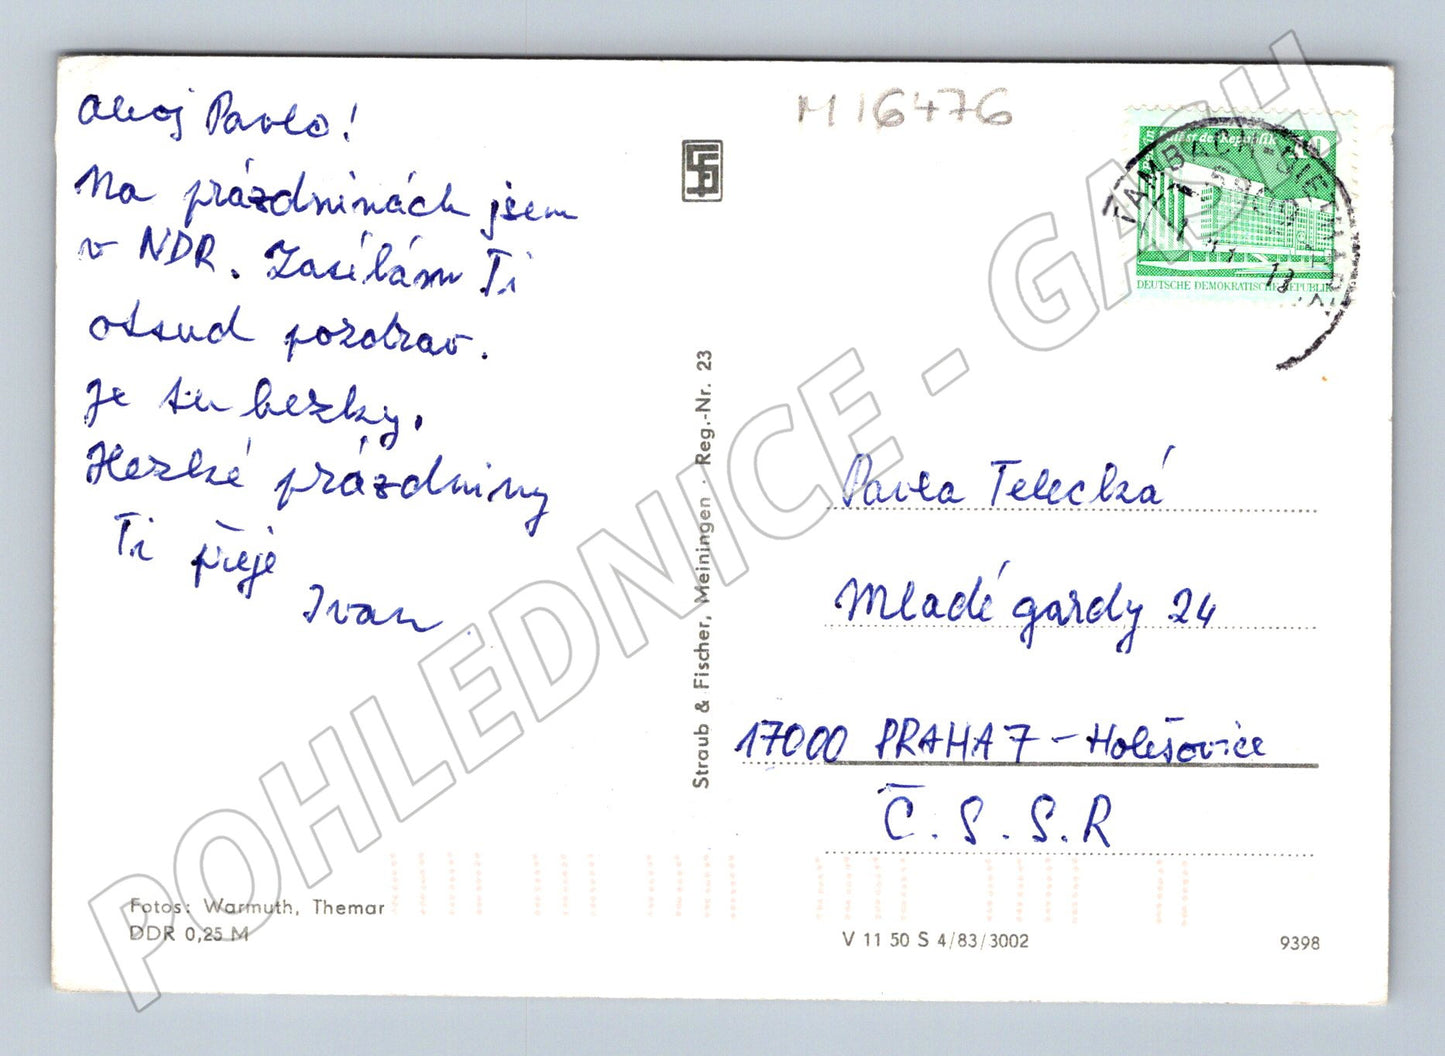 Ahoj Pavlo!
Na prázdninách jsem
v NDR. Zasílám Ti
odsud pozdrav.
Je tu hezky.
Hezké prázdniny
Ti přeje
Ivan
M 16476
DEUTSCHE DEMOKRATISCHE REPUBLIK
Straub & Fischer, Meiningen · Reg.-Nr. 23
Pavla Telecká
Mladé gardy 24
17000 PRAHA 7 - Holešovice
Č.S.S.R
Fotos: Warmuth, Themar
DDR 0,25 M
V 11 50 S 4/83/3002
9398
POHLEDNICE - GASH